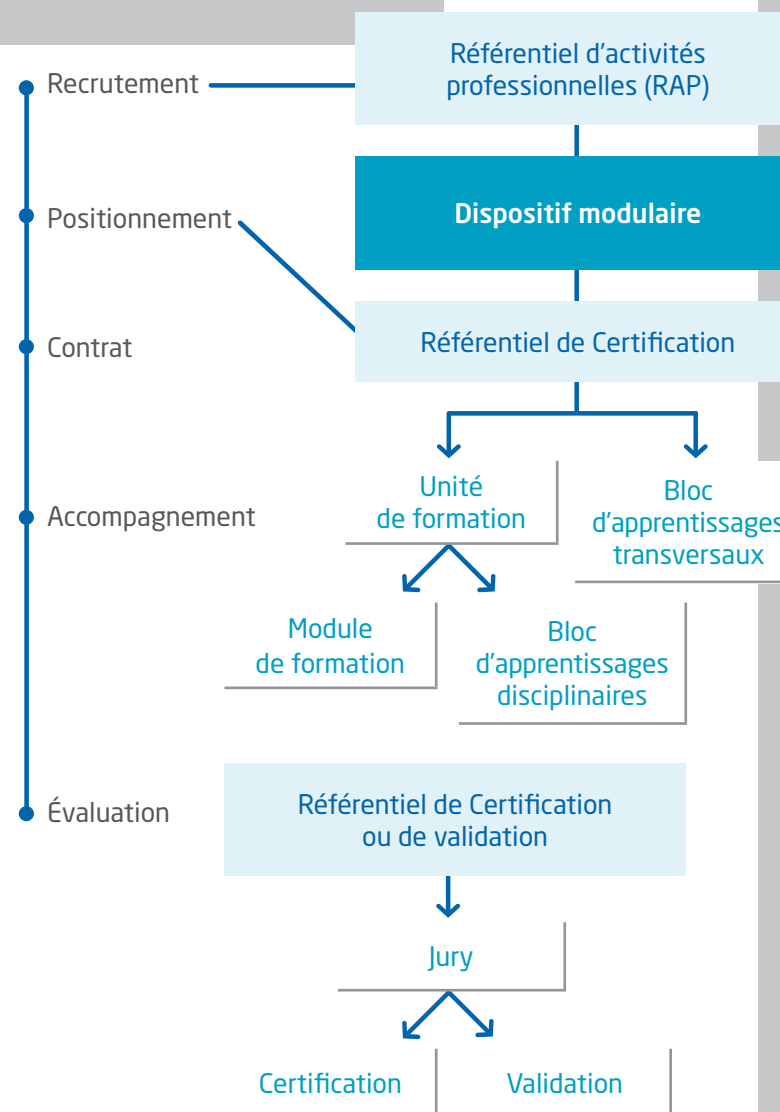 Référentiel d'activités
professionnelles (RAP)
Recrutement
Dispositif modulaire
Positionnement
Référentiel de Certification
Contrat
Unité
de formation
Bloc
d'apprentissages
transversaux
Accompagnement
Module
de formation
Bloc
d'apprentissages
disciplinaires
Évaluation
Référentiel de Certification
ou de validation
Jury
Certification
Validation